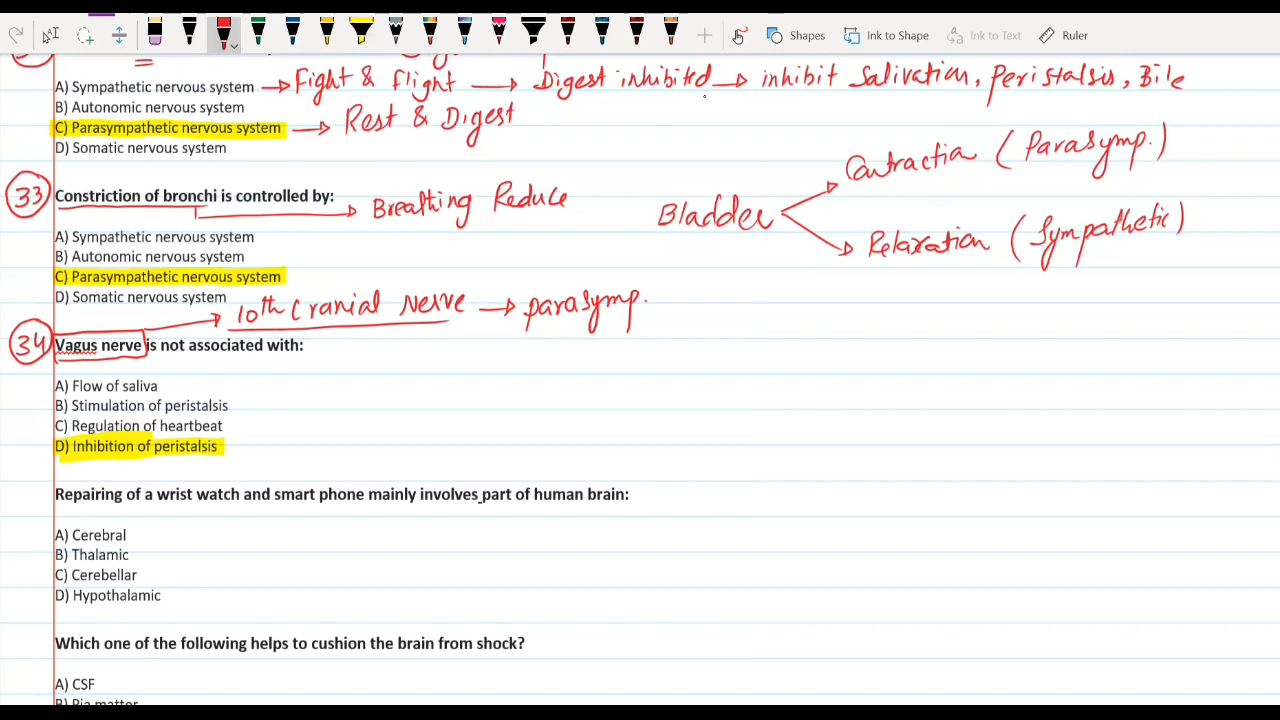 Shapes Ink to Shape Ink to Text Ruler
A) Sympathetic nervous system → Fight & flight → Digest inhibited → inhibit Salivation, Peristalsis, Bile
B) Autonomic nervous system
C) Parasympathetic nervous system → Rest & Digest
D) Somatic nervous system
Contraction (Parasymp.)
33 Constriction of bronchi is controlled by: → Breathing Reduce
Bladder
Relaxation (Sympathetic)
A) Sympathetic nervous system
B) Autonomic nervous system
C) Parasympathetic nervous system
D) Somatic nervous system
10th Cranial Nerve → parasymp.
34 Vagus nerve is not associated with:
A) Flow of saliva
B) Stimulation of peristalsis
C) Regulation of heartbeat
D) Inhibition of peristalsis
Repairing of a wrist watch and smart phone mainly involves_part of human brain:
A) Cerebral
B) Thalamic
C) Cerebellar
D) Hypothalamic
Which one of the following helps to cushion the brain from shock?
A) CSF
B) Pia matter